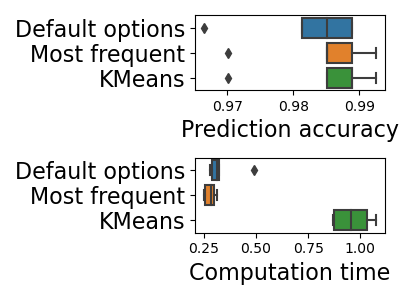 Default options
Most frequent
KMeans
0.97 0.98 0.99
Prediction accuracy
Default options
Most frequent
KMeans
0.25 0.50 0.75 1.00
Computation time